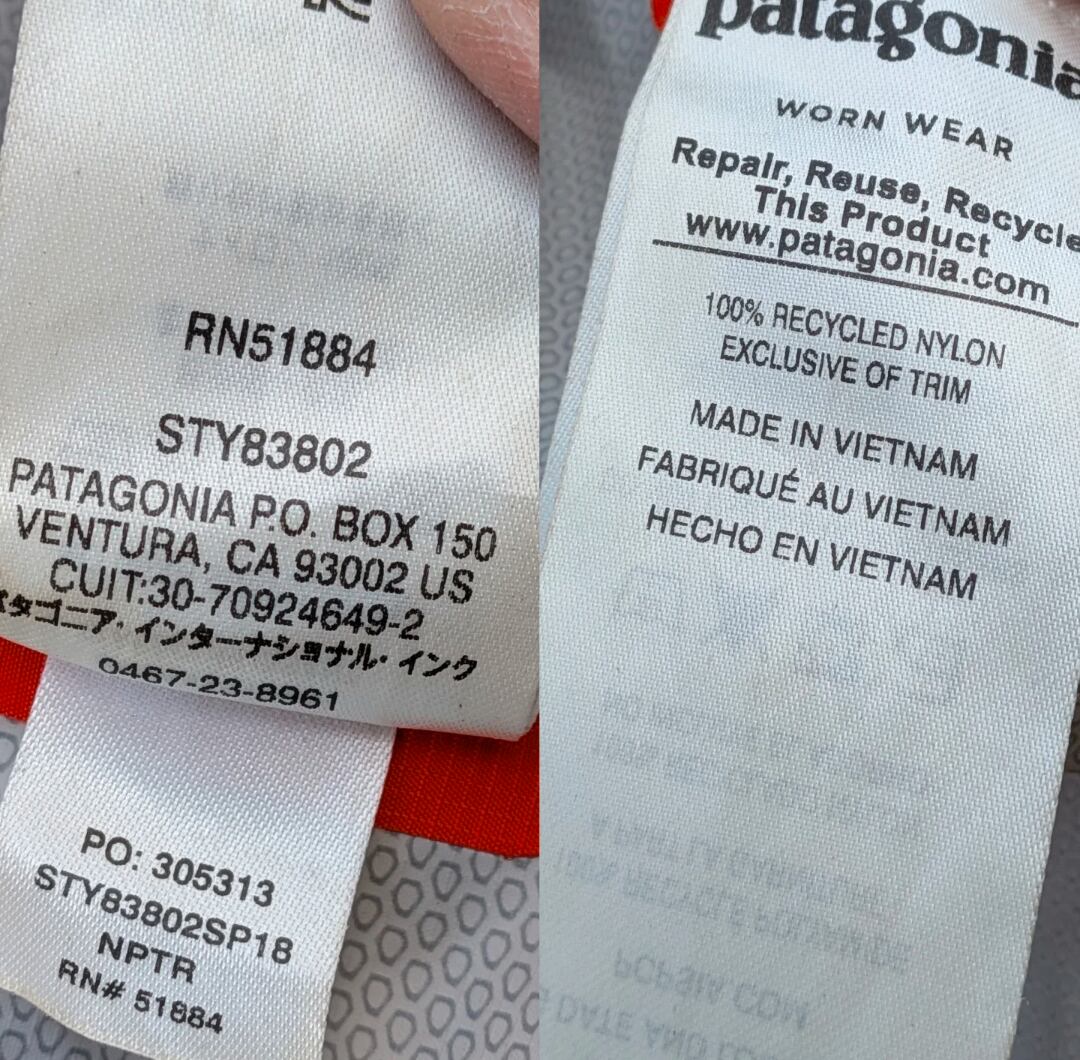 RN51884
STY83802
PATAGONIA P.O. BOX 150
VENTURA, CA 93002 US
CUIT:30-70924649-2
パタゴニア・インターナショナル・インク
0467-23-8961
PO: 305313
STY83802SP18
NPTR
RN# 51884
patagonia
WORN WEAR
Repair, Reuse, Recycle
This Product
www.patagonia.com
100% RECYCLED NYLON
EXCLUSIVE OF TRIM
MADE IN VIETNAM
FABRIQUÉ AU VIETNAM
HECHO EN VIETNAM